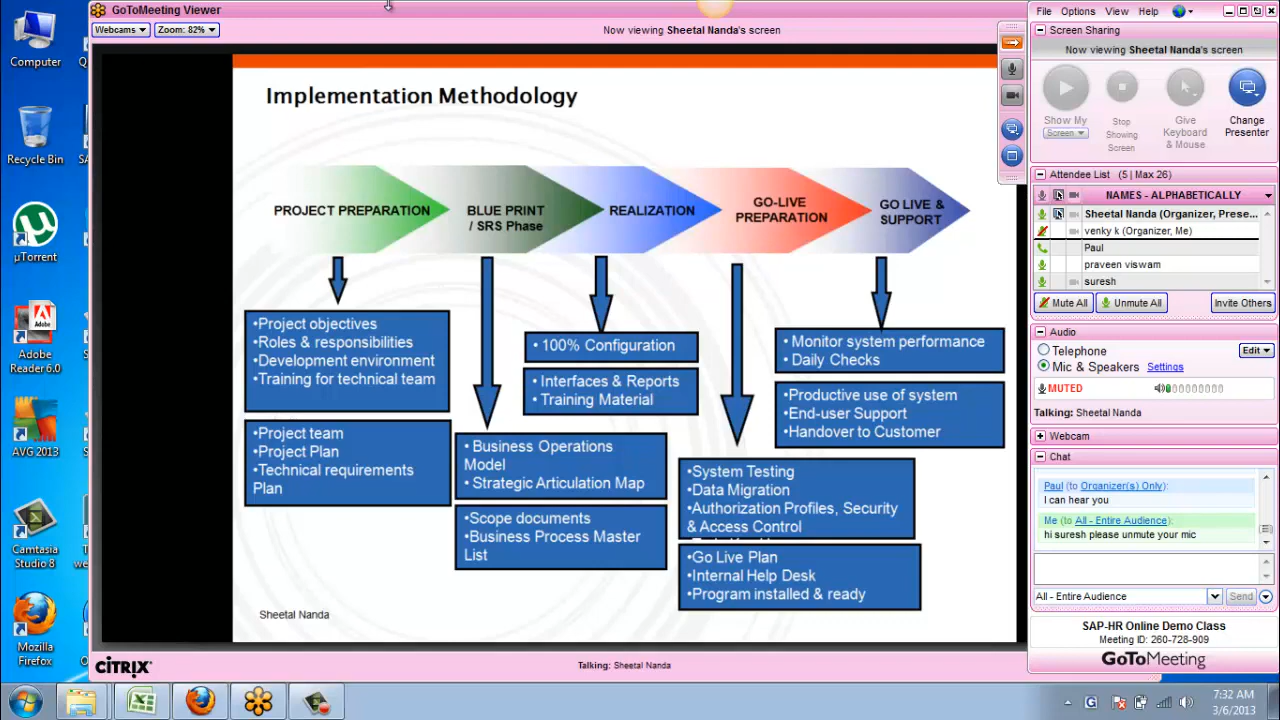 GoToMeeting Viewer
Webcams
Zoom: 82%
Now viewing Sheetal Nanda's screen
Computer
Recycle Bin
µTorrent
Adobe
Adobe
Reader6.0
AVG 2013
Camtasia
Studio 8
Mozilla
Firefox
Implementation Methodology
PROJECT PREPARATION
BLUE PRINT
/ SRS Phase
REALIZATION
GO-LIVE
PREPARATION
GO LIVE &
SUPPORT
•Project objectives
•Roles & responsibilities
•Development environment
•Training for technical team
•Project team
•Project Plan
•Technical requirements
Plan
• Business Operations
Model
• Strategic Articulation Map
•Scope documents
•Business Process Master
List
• 100% Configuration
• Interfaces & Reports
• Training Material
•System Testing
•Data Migration
•Authorization Profiles, Security
& Access Control
•Go Live Plan
•Internal Help Desk
•Program installed & ready
• Monitor system performance
• Daily Checks
•Productive use of system
•End-user Support
•Handover to Customer
Sheetal Nanda
CITRIX
Talking: Sheetal Nanda
File Options View Help
Screen Sharing
Now viewing Sheetal Nanda's screen
Show My
Screen
Stop
Showing
Screen
Give
Keyboard
& Mouse
Change
Presenter
Attendee List (5 | Max 26)
NAMES - ALPHABETICALLY
Sheetal Nanda (Organizer, Prese...
venky k (Organizer, Me)
Paul
praveen viswam
suresh
Mute All
Unmute All
Invite Others
Audio
Telephone
Edit
Mic & Speakers Settings
MUTED
Talking: Sheetal Nanda
Webcam
Chat
Paul (to Organizer(s) Only):
I can hear you
Me (to All - Entire Audience):
hi suresh please unmute your mic
All - Entire Audience
Send
SAP-HR Online Demo Class
Meeting ID: 260-728-909
GoToMeeting
7:32 AM
3/6/2013